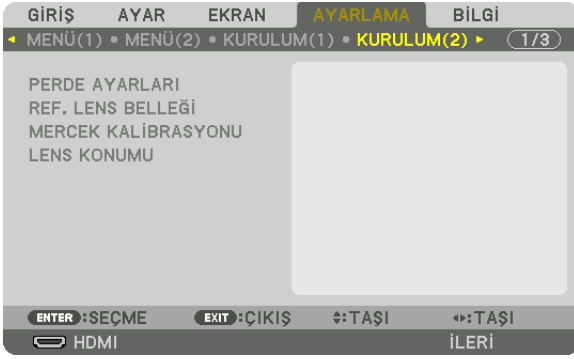 GİRİŞ AYAR EKRAN AYARLAMA BİLGİ
◂ MENÜ(1) • MENÜ(2) • KURULUM(1) • KURULUM(2) ▸ 1/3
PERDE AYARLARI
REF. LENS BELLEĞİ
MERCEK KALİBRASYONU
LENS KONUMU
ENTER :SEÇME EXIT :ÇIKIŞ ♦:TAŞI ◂▸:TAŞI
HDMI İLERİ